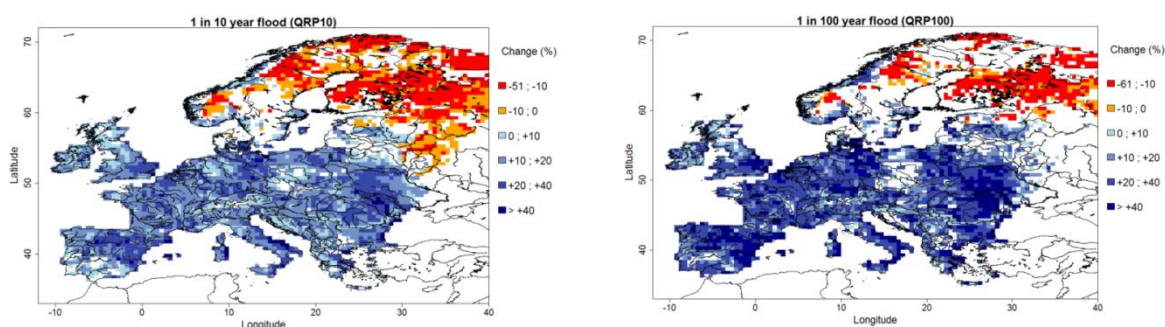 1 in 10 year flood (QRP10)
Change (%)
-51 ; -10
-10 ; 0
0 ; +10
+10 ; +20
+20 ; +40
> +40
Latitude
70
60
50
40
-10 0 10 20 30 40
Longitude
1 in 100 year flood (QRP100)
Change (%)
-61 ; -10
-10 ; 0
0 ; +10
+10 ; +20
+20 ; +40
> +40
Latitude
70
60
50
40
-10 0 10 20 30 40
Longitude